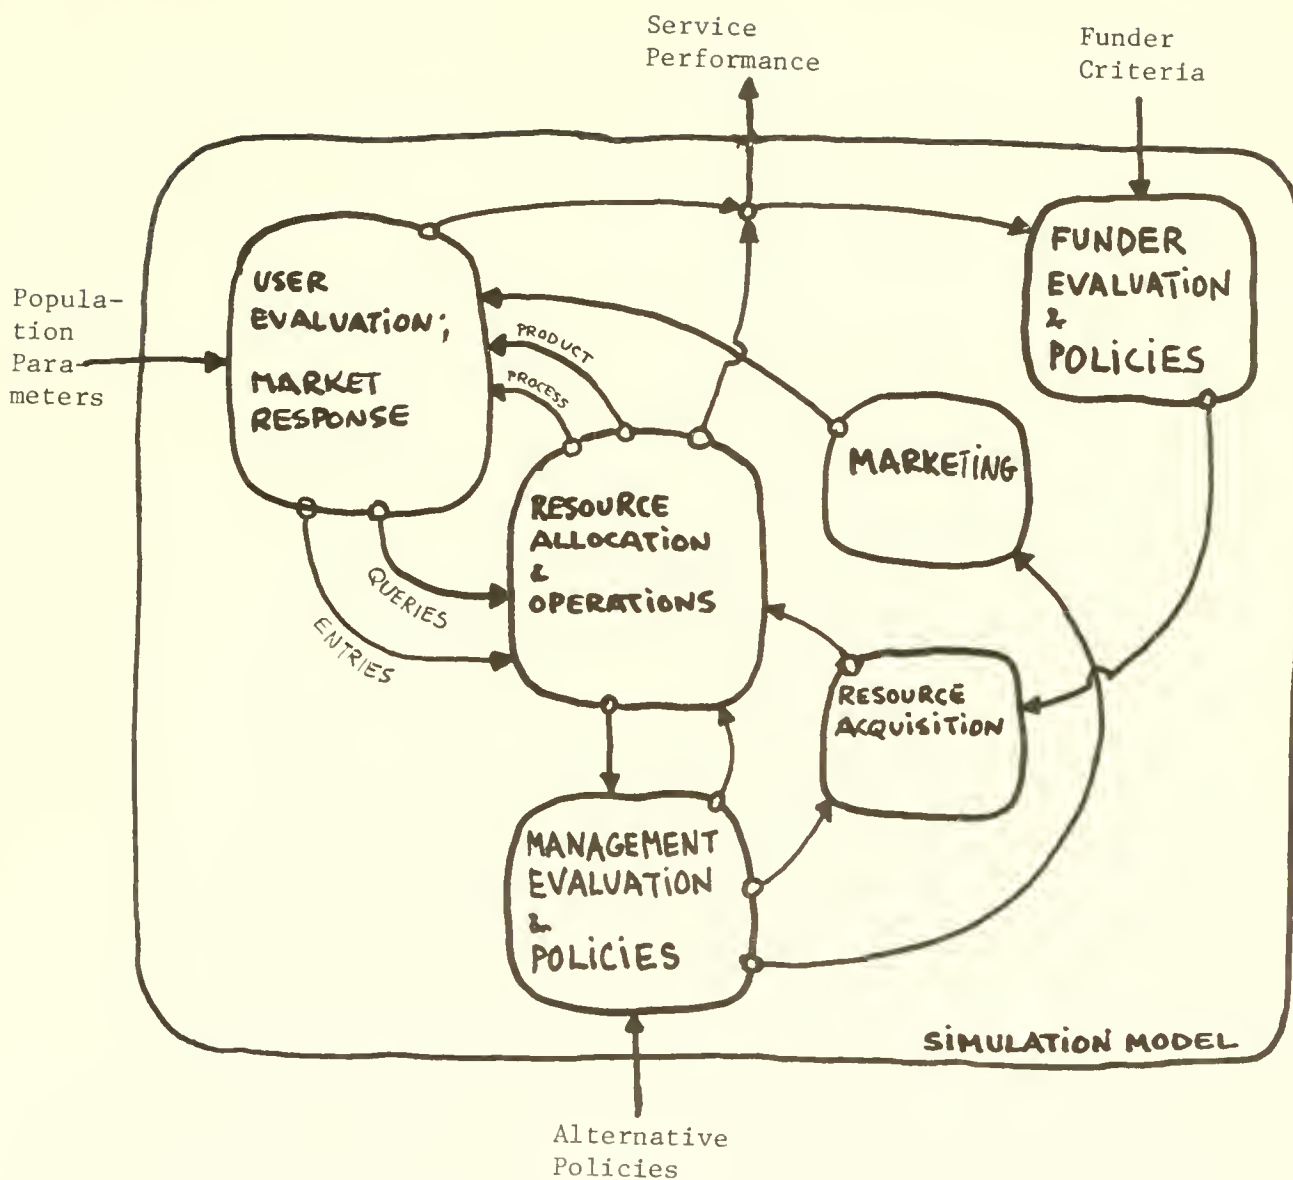 Service
Performance
Funder
Criteria
Popula-
tion
Para-
meters
USER
EVALUATION;
MARKET
RESPONSE
FUNDER
EVALUATION
&
POLICIES
PRODUCT
PROCESS
MARKETING
RESOURCE
ALLOCATION
&
OPERATIONS
QUERIES
ENTRIES
RESOURCE
ACQUISITION
MANAGEMENT
EVALUATION
&
POLICIES
SIMULATION MODEL
Alternative
Policies